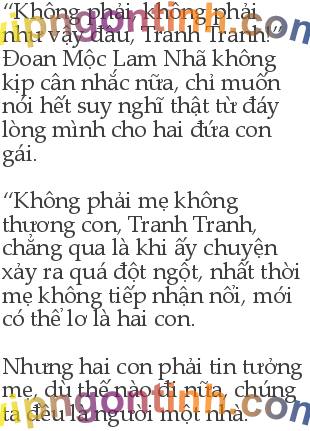 “Không phải, không phải
như vậy đâu, Tranh Tranh!”
Đoan Mộc Lam Nhã không
kịp cân nhắc nữa, chỉ muốn
nói hết suy nghĩ thật từ đáy
lòng mình cho hai đứa con
gái.
“Không phải mẹ không
thương con, Tranh Tranh,
chẳng qua là khi ấy chuyện
xảy ra quá đột ngột, nhất thời
mẹ không tiếp nhận nổi, mới
có thể lơ là hai con.
Nhưng hai con phải tin tưởng
mẹ, dù thế nào đi nữa, chúng
ta đều là người một nhà.